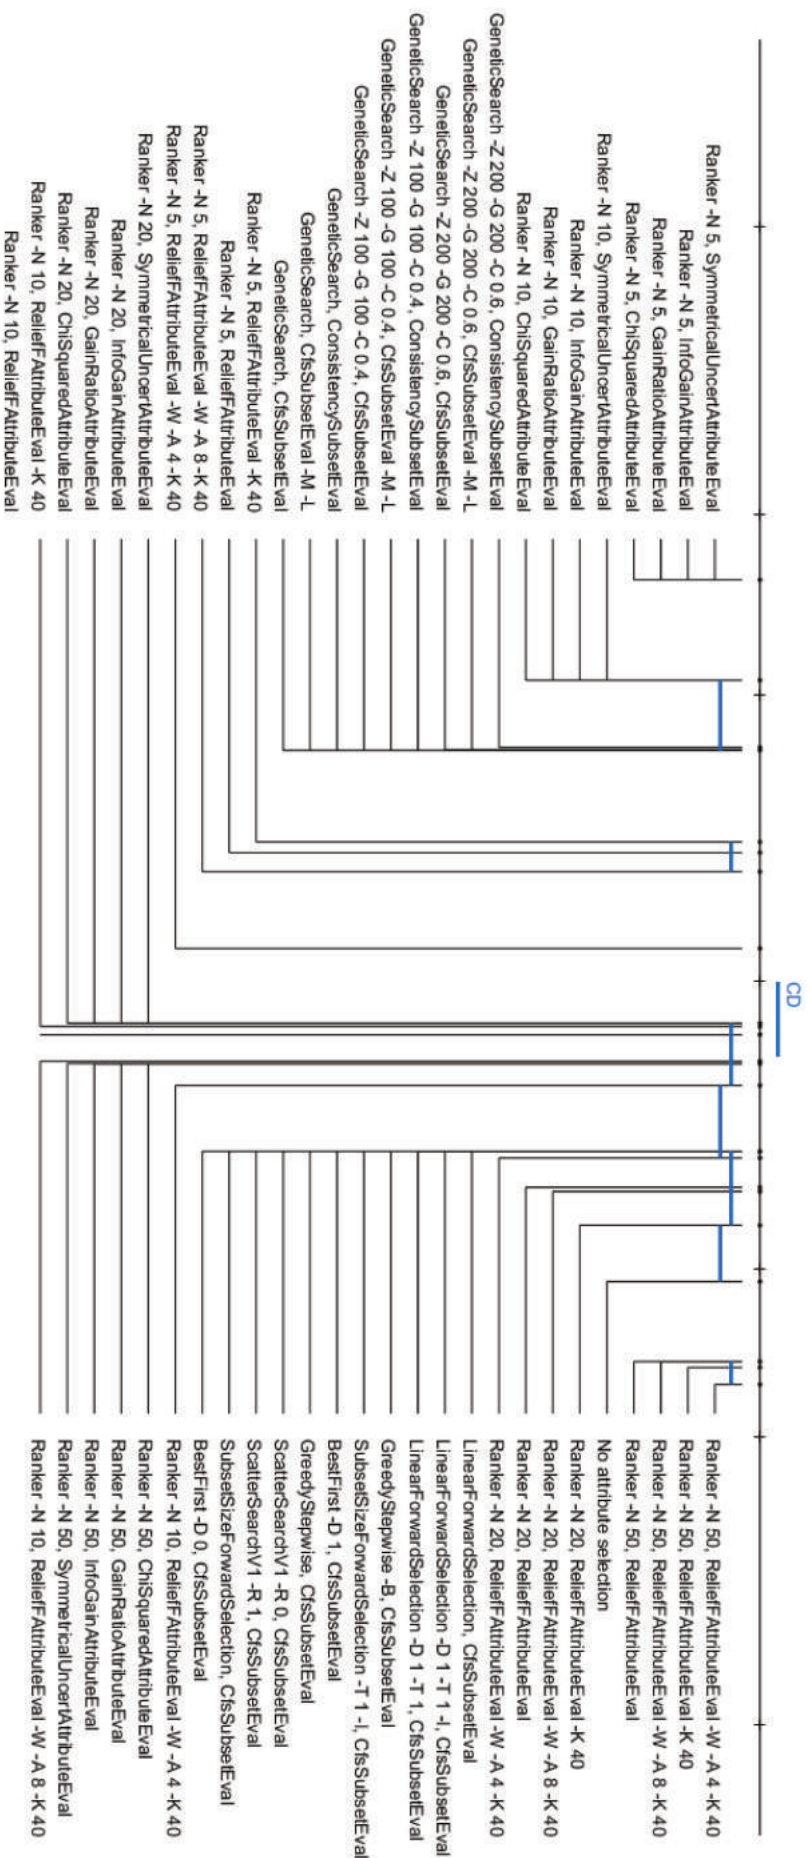 CD
Ranker -N 5, SymmetricalUncertAttributeEval
Ranker -N 5, InfoGainAttributeEval
Ranker -N 5, GainRatioAttributeEval
Ranker -N 5, ChiSquaredAttributeEval
Ranker -N 10, SymmetricalUncertAttributeEval
Ranker -N 10, InfoGainAttributeEval
Ranker -N 10, GainRatioAttributeEval
Ranker -N 10, ChiSquaredAttributeEval
GeneticSearch -Z 200 -G 200 -C 0.6, ConsistencySubsetEval
GeneticSearch -Z 200 -G 200 -C 0.6, CfsSubsetEval -M -L
GeneticSearch -Z 200 -G 200 -C 0.6, CfsSubsetEval
GeneticSearch -Z 100 -G 100 -C 0.4, ConsistencySubsetEval
GeneticSearch -Z 100 -G 100 -C 0.4, CfsSubsetEval -M -L
GeneticSearch -Z 100 -G 100 -C 0.4, CfsSubsetEval
GeneticSearch, ConsistencySubsetEval
GeneticSearch, CfsSubsetEval -M -L
GeneticSearch, CfsSubsetEval
Ranker -N 5, ReliefFAttributeEval -K 40
Ranker -N 5, ReliefFAttributeEval
Ranker -N 5, ReliefFAttributeEval -W -A 8 -K 40
Ranker -N 5, ReliefFAttributeEval -W -A 4 -K 40
Ranker -N 20, SymmetricalUncertAttributeEval
Ranker -N 20, InfoGainAttributeEval
Ranker -N 20, GainRatioAttributeEval
Ranker -N 20, ChiSquaredAttributeEval
Ranker -N 10, ReliefFAttributeEval -K 40
Ranker -N 10, ReliefFAttributeEval
Ranker -N 50, ReliefFAttributeEval -W -A 4 -K 40
Ranker -N 50, ReliefFAttributeEval -K 40
Ranker -N 50, ReliefFAttributeEval -W -A 8 -K 40
Ranker -N 50, ReliefFAttributeEval
No attribute selection
Ranker -N 20, ReliefFAttributeEval -K 40
Ranker -N 20, ReliefFAttributeEval -W -A 8 -K 40
Ranker -N 20, ReliefFAttributeEval
Ranker -N 20, ReliefFAttributeEval -W -A 4 -K 40
LinearForwardSelection, CfsSubsetEval
LinearForwardSelection -D 1 -T 1 -I, CfsSubsetEval
LinearForwardSelection -D 1 -T 1, CfsSubsetEval
GreedyStepwise -B, CfsSubsetEval
SubsetSizeForwardSelection -T 1 -I, CfsSubsetEval
BestFirst -D 1, CfsSubsetEval
GreedyStepwise, CfsSubsetEval
ScatterSearchV1 -R 0, CfsSubsetEval
ScatterSearchV1 -R 1, CfsSubsetEval
SubsetSizeForwardSelection, CfsSubsetEval
BestFirst -D 0, CfsSubsetEval
Ranker -N 10, ReliefFAttributeEval -W -A 4 -K 40
Ranker -N 50, ChiSquaredAttributeEval
Ranker -N 50, GainRatioAttributeEval
Ranker -N 50, InfoGainAttributeEval
Ranker -N 50, SymmetricalUncertAttributeEval
Ranker -N 10, ReliefFAttributeEval -W -A 8 -K 40